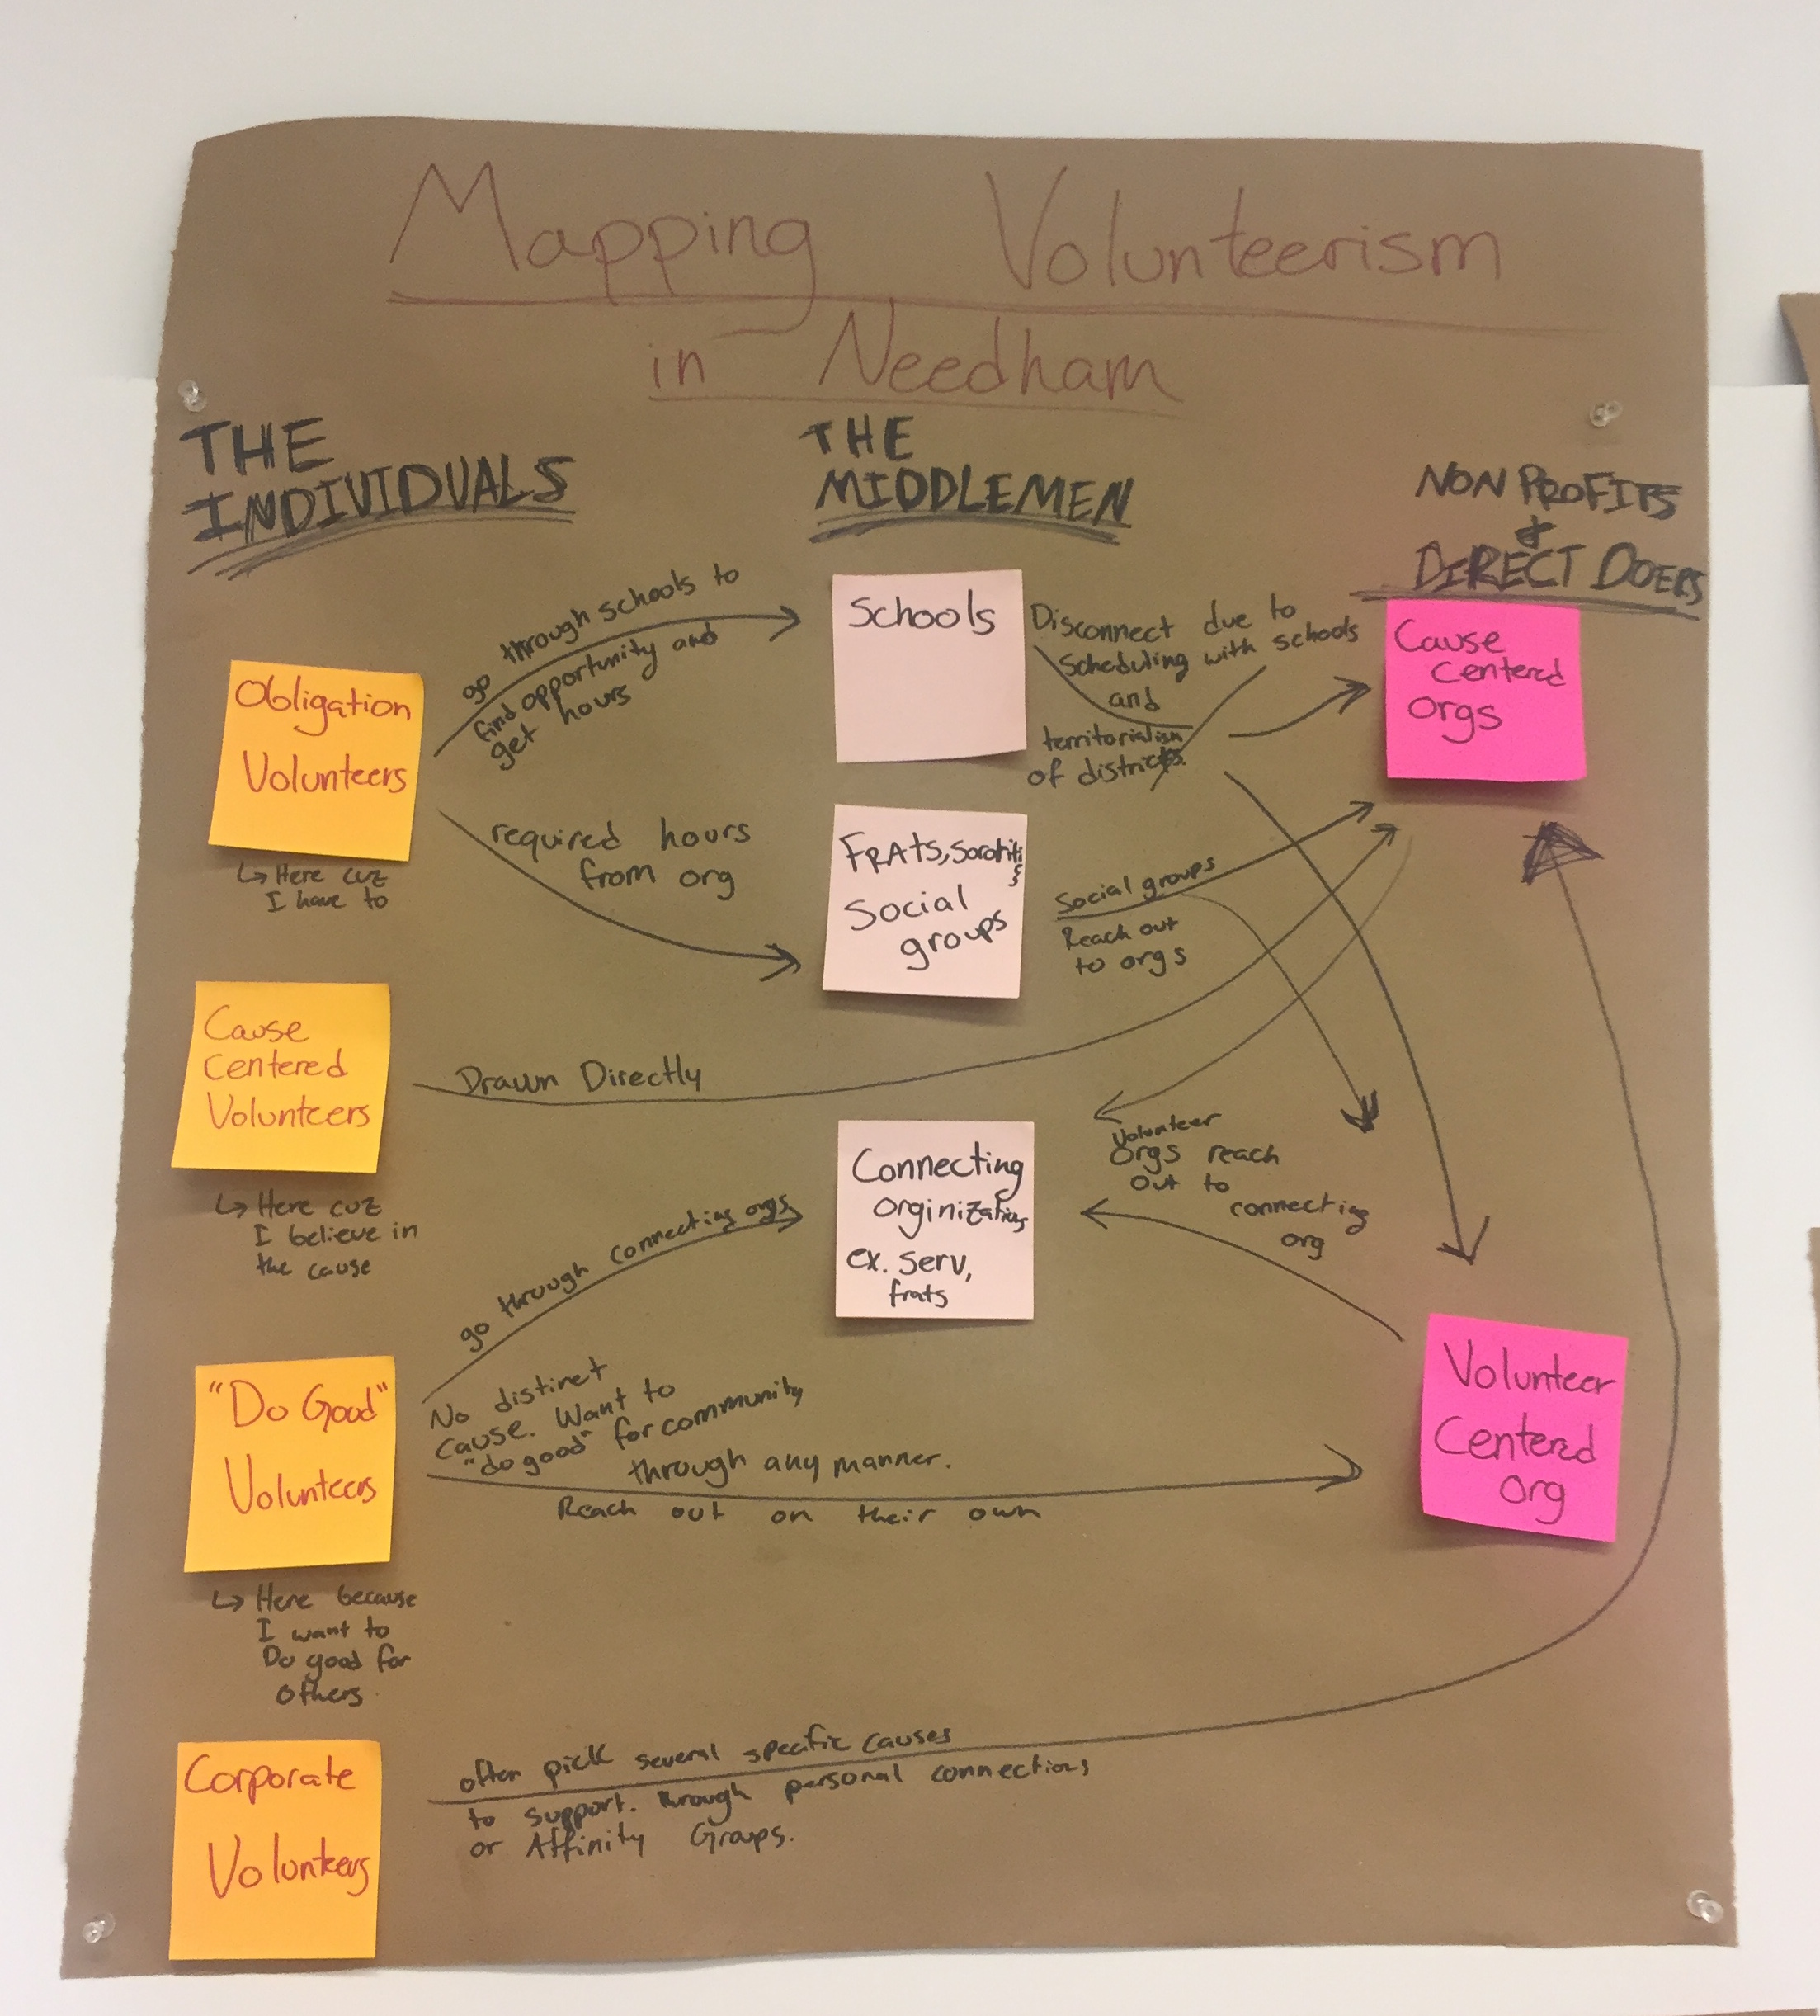 Mapping Volunteerism
in Needham
THE
INDIVIDUALS
THE
MIDDLEMEN
NON PROFITS
&
DIRECT DOERS
Obligation
Volunteers
↳ Here cuz
I have to
go through schools to
find opportunity and
get hours
required hours
from org
Schools
Disconnect due to
Scheduling with schools
and
territorialism
of districts.
Cause
Centered
Orgs
FRATS, Sororities
Social
groups
Social groups
Reach out
to orgs
Cause
Centered
Volunteers
↳ Here cuz
I believe in
the cause
Drawn Directly
Connecting
Orginizations
ex. Serv,
frats
Volunteer
Orgs reach
Out to
connecting
org
"Do Good"
Volunteers
↳ Here because
I want to
Do good for
others.
go through connecting orgs
No distinct
cause. Want to
"do good" for community
through any manner.
Reach out on their own
Volunteer
Centered
Org
Corporate
Volunteers
often pick several specific causes
to support. through personal connections
or Affinity Groups.